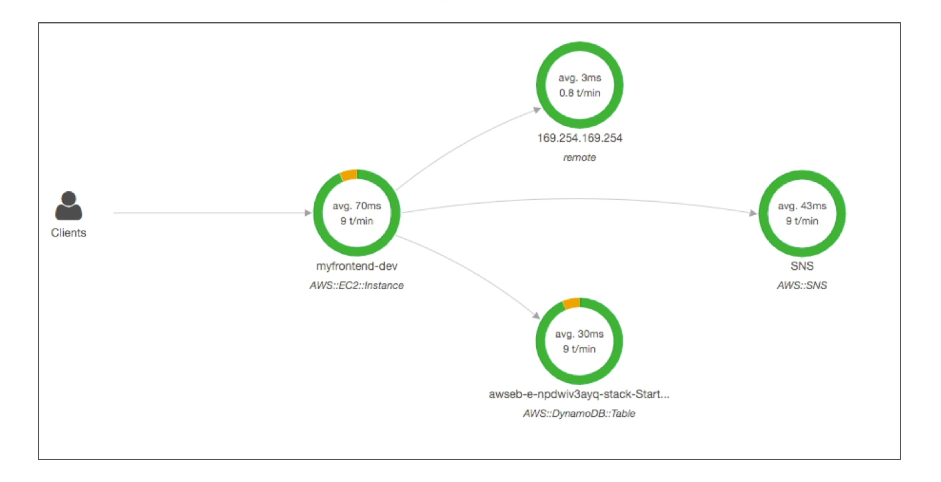 Clients
avg. 70ms
9 t/min
myfrontend-dev
AWS::EC2::Instance
avg. 3ms
0.8 t/min
169.254.169.254
remote
avg. 43ms
9 t/min
SNS
AWS::SNS
avg. 30ms
9 t/min
awseb-e-npdwiv3ayq-stack-Start...
AWS::DynamoDB::Table